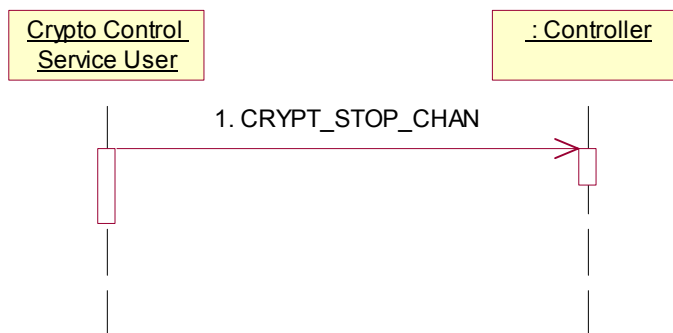 Crypto Control
Service User
: Controller
1. CRYPT_STOP_CHAN